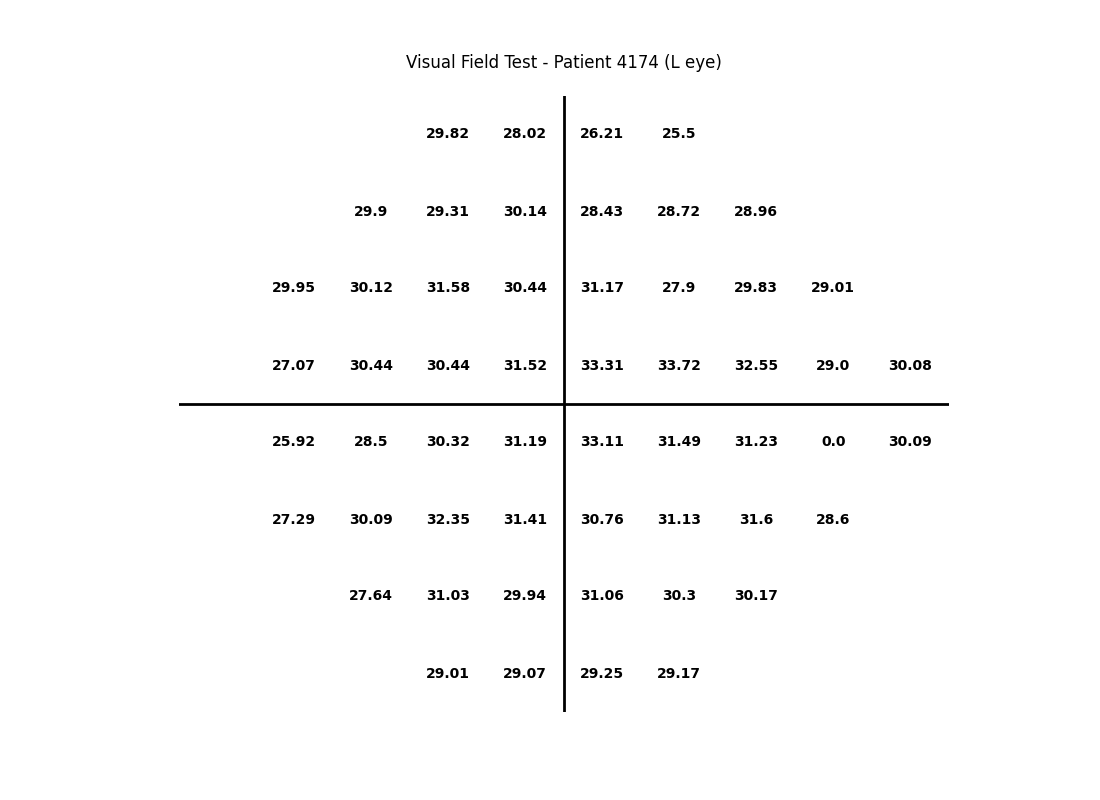 Visual Field Test - Patient 4174 (L eye)
29.82 28.02 26.21 25.5
29.9 29.31 30.14 28.43 28.72 28.96
29.95 30.12 31.58 30.44 31.17 27.9 29.83 29.01
27.07 30.44 30.44 31.52 33.31 33.72 32.55 29.0 30.08
25.92 28.5 30.32 31.19 33.11 31.49 31.23 0.0 30.09
27.29 30.09 32.35 31.41 30.76 31.13 31.6 28.6
27.64 31.03 29.94 31.06 30.3 30.17
29.01 29.07 29.25 29.17